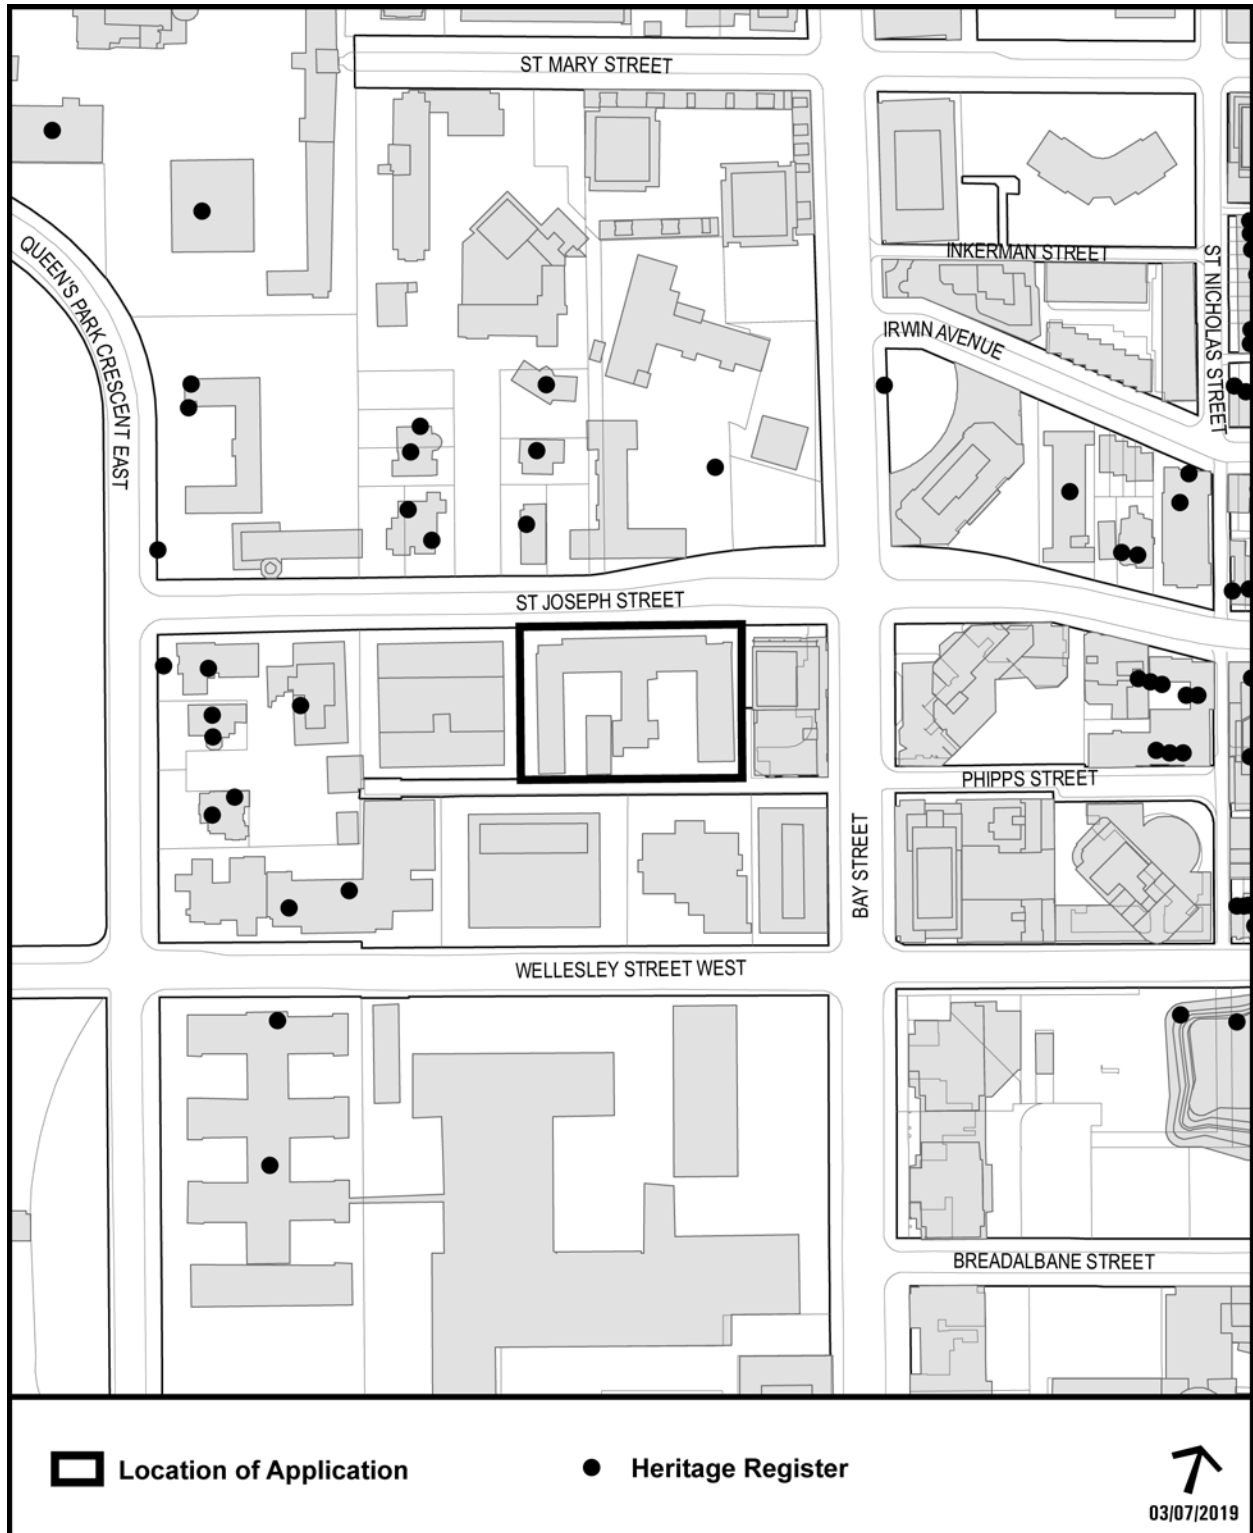 ST MARY STREET
QUEEN'S PARK CRESCENT EAST
INKERMAN STREET
ST NICHOLAS STREET
IRWIN AVENUE
ST JOSEPH STREET
PHIPPS STREET
BAY STREET
WELLESLEY STREET WEST
BREADALBANE STREET
Location of Application
Heritage Register
03/07/2019